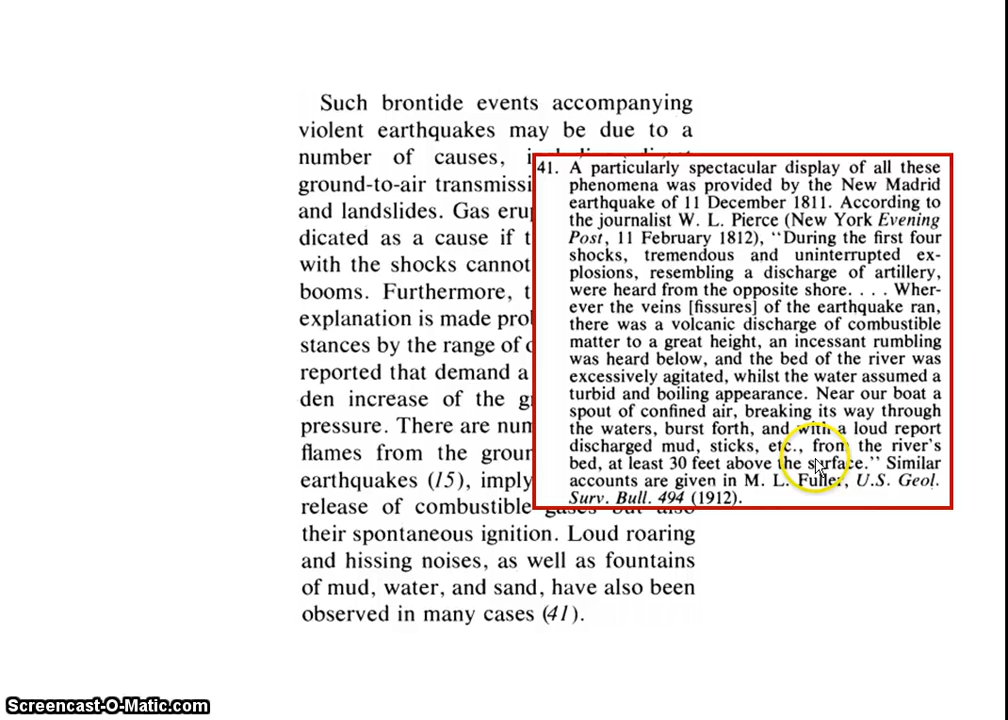 Such brontide events accompanying
violent earthquakes may be due to a
number of causes,
ground-to-air
and landslides. Gas
dicated as a cause if
with the shocks cannot
booms. Furthermore,
explanation is made
stances by the range of
reported that demand a
den increase of the
pressure. There are
flames from the
earthquakes (15),
release of combustible gases but also
their spontaneous ignition. Loud roaring
and hissing noises, as well as fountains
of mud, water, and sand, have also been
observed in many cases (41).
41. A particularly spectacular display of all these
phenomena was provided by the New Madrid
earthquake of 11 December 1811. According to
the journalist W. L. Pierce (New York Evening
Post, 11 February 1812), "During the first four
shocks, tremendous and uninterrupted ex-
plosions, resembling a discharge of artillery,
were heard from the opposite shore. . . . Wher-
ever the veins [fissures] of the earthquake ran,
there was a volcanic discharge of combustible
matter to a great height, an incessant rumbling
was heard below, and the bed of the river was
excessively agitated, whilst the water assumed a
turbid and boiling appearance. Near our boat a
spout of confined air, breaking its way through
the waters, burst forth, and with a loud report
discharged mud, sticks, etc., from the river's
bed, at least 30 feet above the surface." Similar
accounts are given in M. L. Fuller, U.S. Geol.
Surv. Bull. 494 (1912).
Screencast-O-Matic.com